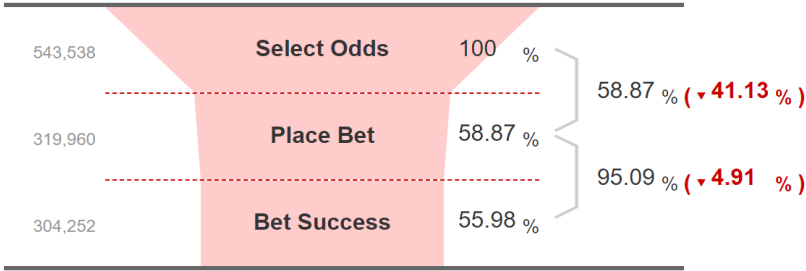 543,538 Select Odds 100 %
58.87 % ( ▼ 41.13 % )
319,960 Place Bet 58.87 %
95.09 % ( ▼ 4.91 % )
304,252 Bet Success 55.98 %